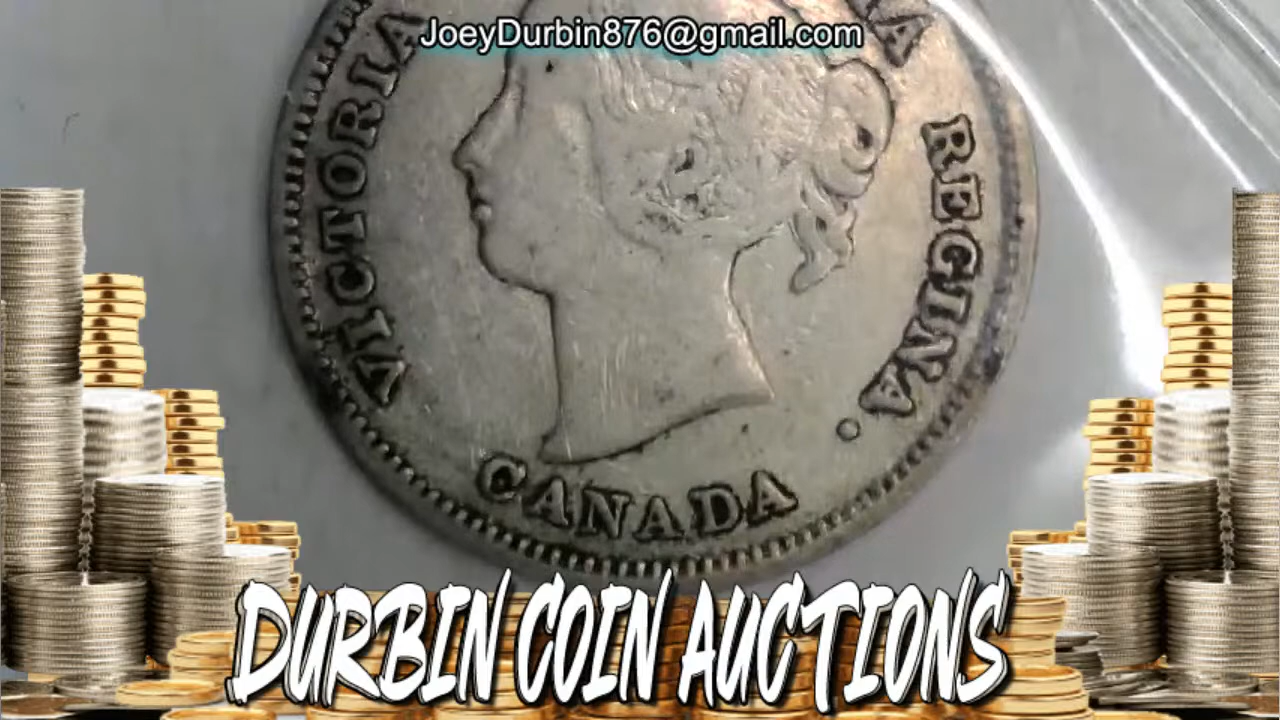 JoeyDurbin876@gmail.com
VICTORIA
REGINA.
CANADA
DURBIN COIN AUCTIONS